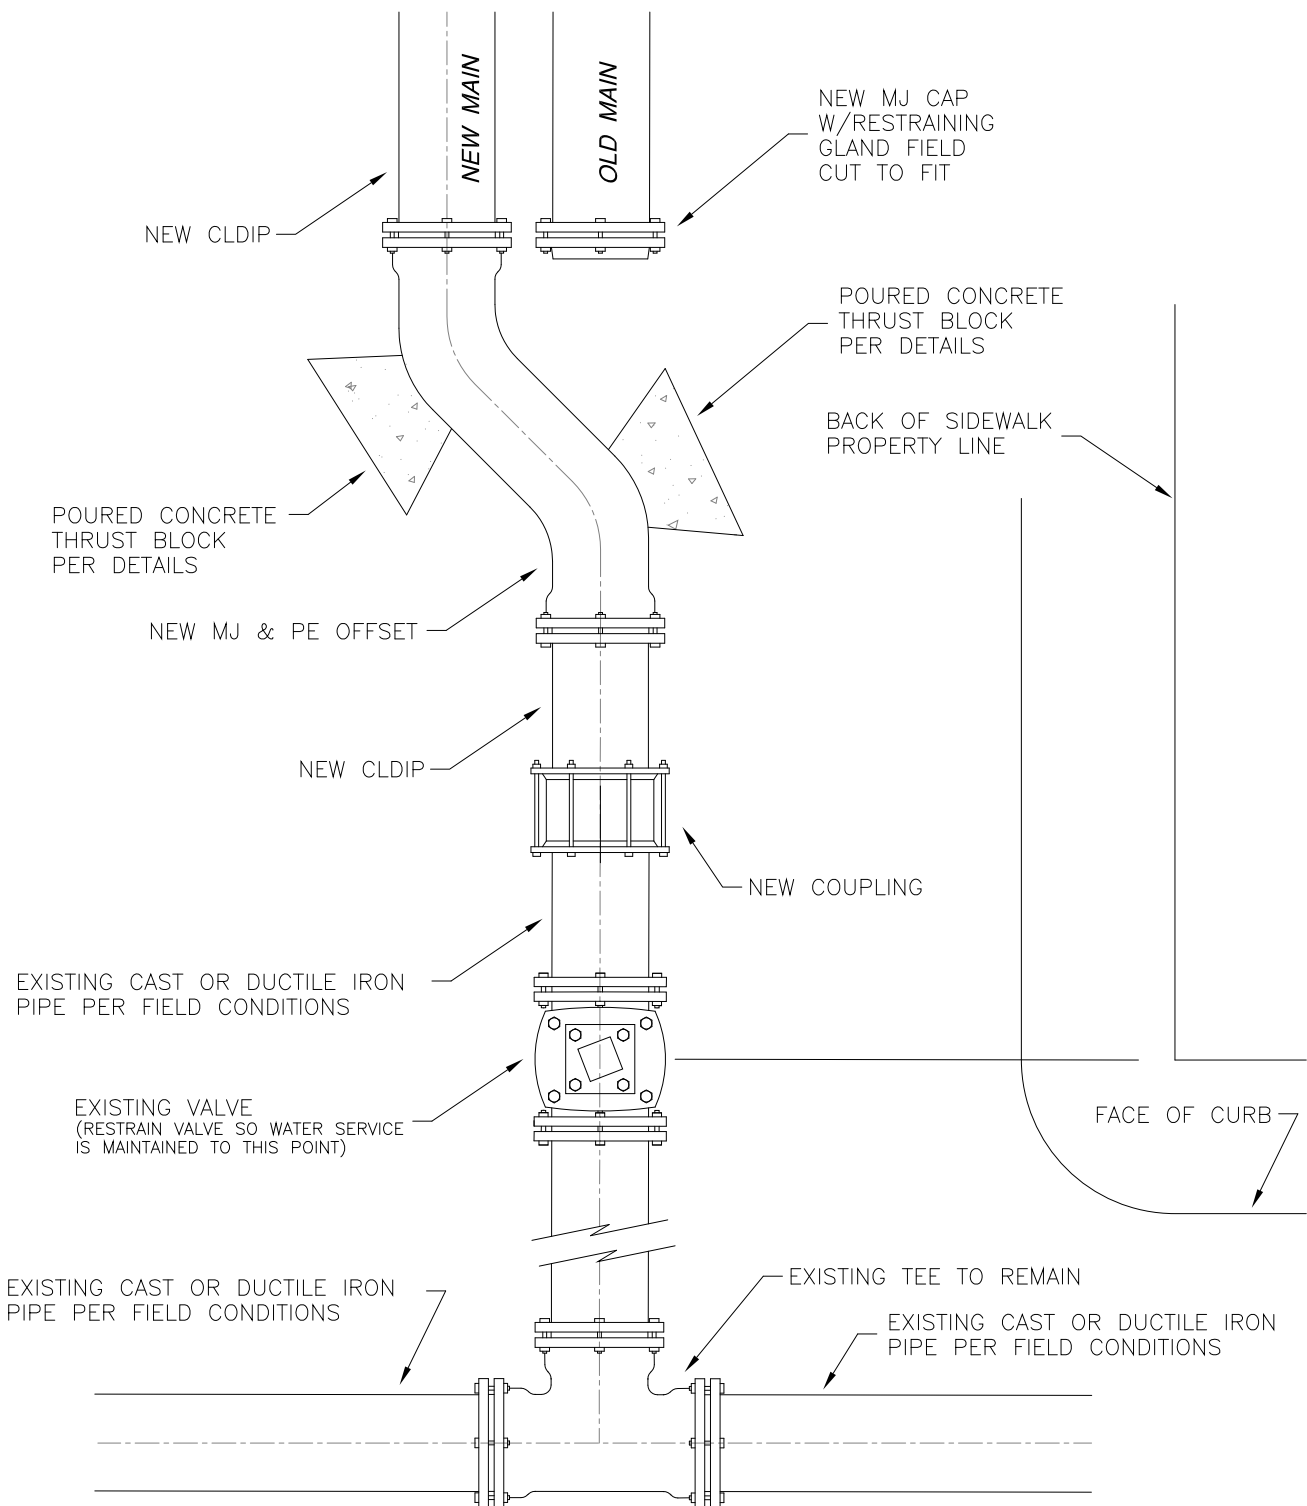 NEW MAIN
OLD MAIN
NEW MJ CAP
W/RESTRAINING
GLAND FIELD
CUT TO FIT
NEW CLDIP
POURED CONCRETE
THRUST BLOCK
PER DETAILS
BACK OF SIDEWALK
PROPERTY LINE
POURED CONCRETE
THRUST BLOCK
PER DETAILS
NEW MJ & PE OFFSET
NEW CLDIP
NEW COUPLING
EXISTING CAST OR DUCTILE IRON
PIPE PER FIELD CONDITIONS
EXISTING VALVE
(RESTRAIN VALVE SO WATER SERVICE
IS MAINTAINED TO THIS POINT)
FACE OF CURB
EXISTING CAST OR DUCTILE IRON
PIPE PER FIELD CONDITIONS
EXISTING TEE TO REMAIN
EXISTING CAST OR DUCTILE IRON
PIPE PER FIELD CONDITIONS